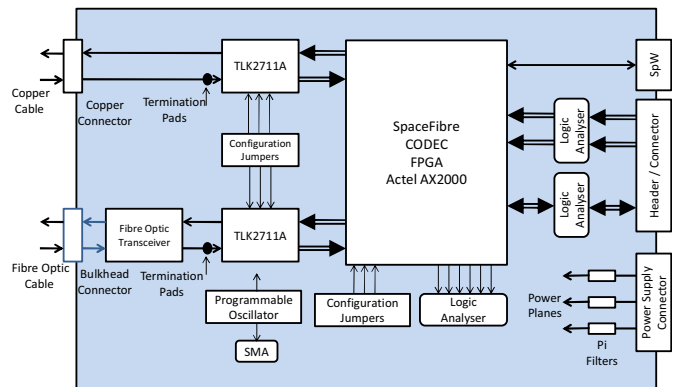 TLK2711A
SpW
Copper
Cable
Copper
Connector
Termination
Pads
Configuration
Jumpers
SpaceFibre
CODEC
FPGA
Actel AX2000
Logic
Analyser
Logic
Analyser
Header / Connector
Fibre Optic
Transceiver
TLK2711A
Fibre Optic
Cable
Bulkhead
Connector
Termination
Pads
Programmable
Oscillator
SMA
Configuration
Jumpers
Logic
Analyser
Power
Planes
Pi
Filters
Power Supply
Connector